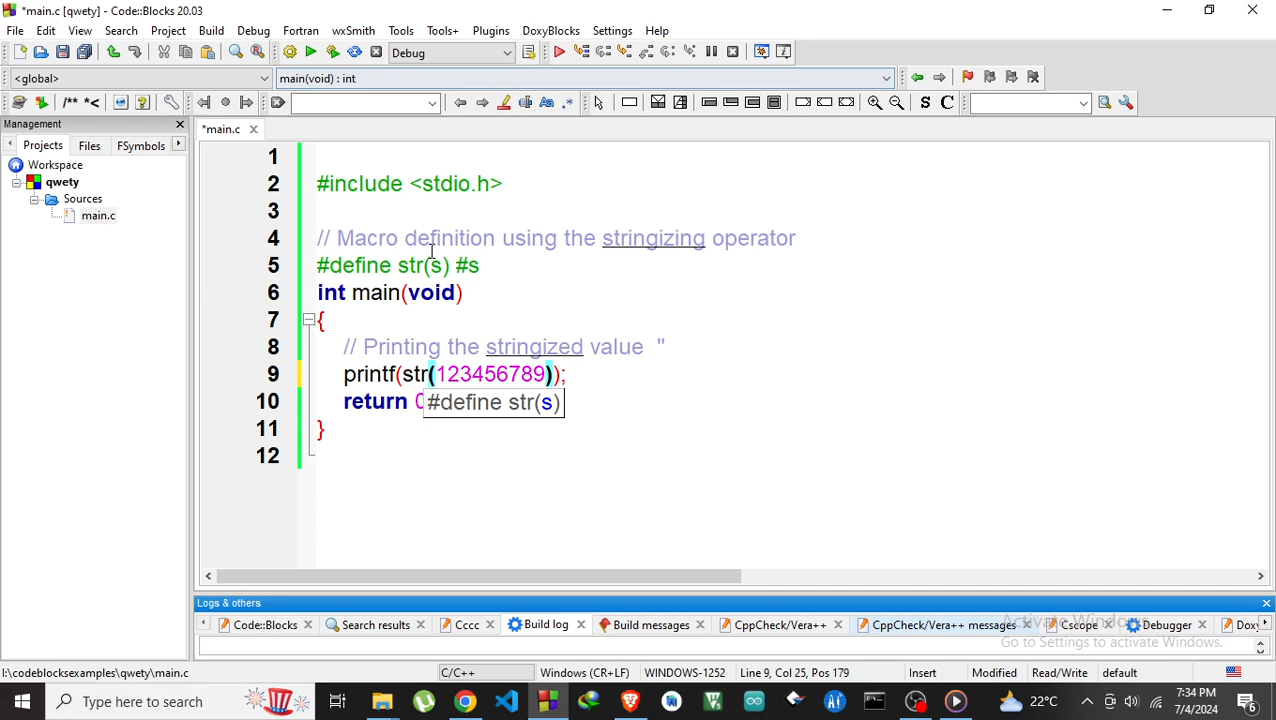 *main.c [qwety] - Code::Blocks 20.03
File Edit View Search Project Build Debug Fortran wxSmith Tools Tools+ Plugins DoxyBlocks Settings Help
Debug
<global> main(void) : int
/** *< S C
Management
*main.c
Projects Files FSymbols
Workspace
qwety
Sources
main.c
1
2 #include <stdio.h>
3
4 // Macro definition using the stringizing operator
5 #define str(s) #s
6 int main(void)
7 {
8 // Printing the stringized value "
9 printf(str(123456789));
10 return 0
#define str(s)
11 }
12
Logs & others
Code::Blocks Search results Cccc Build log Build messages CppCheck/Vera++ CppCheck/Vera++ messages Cscope Debugger Doxy
Activate Windows
Go to Settings to activate Windows.
I:\codeblocksexamples\qwety\main.c C/C++ Windows (CR+LF) WINDOWS-1252 Line 9, Col 25, Pos 179 Insert Modified Read/Write default
Type here to search
22°C
7:34 PM
7/4/2024
6